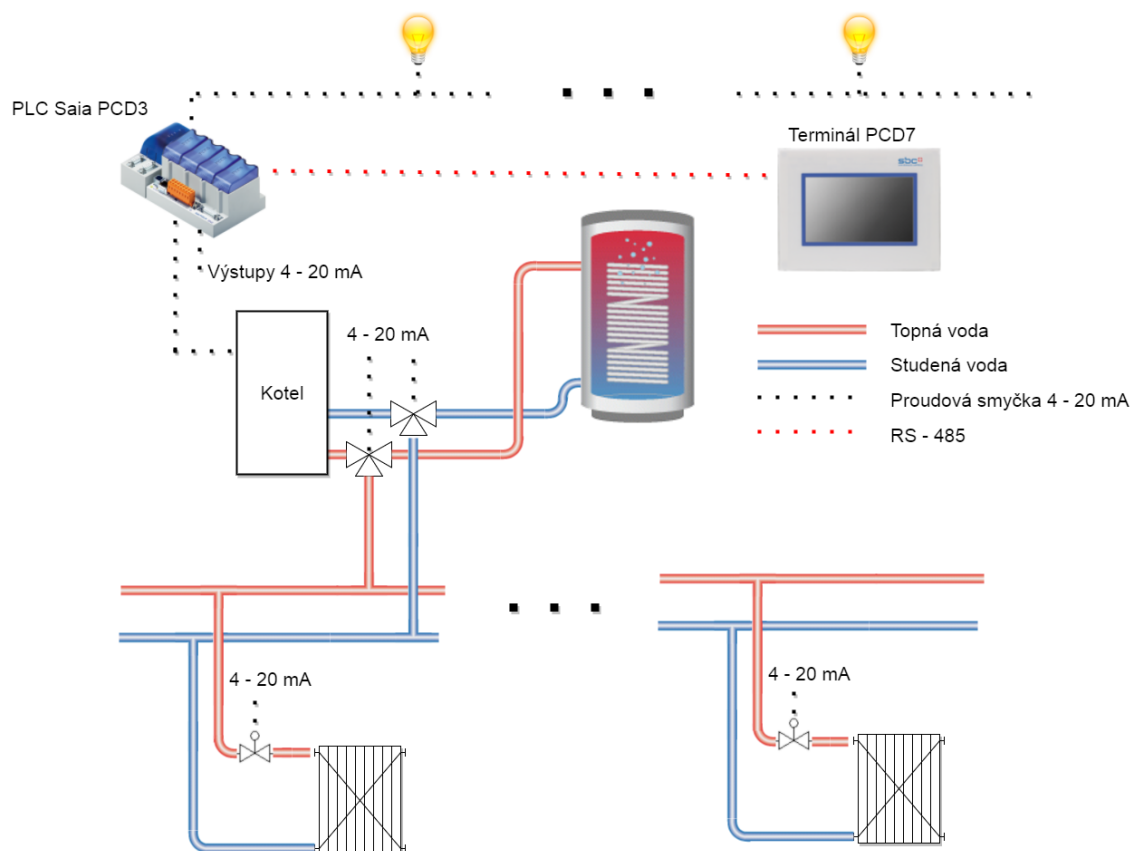 PLC Saia PCD3
Terminál PCD7
sbc
Výstupy 4 - 20 mA
4 - 20 mA
Topná voda
Studená voda
Kotel
Proudová smyčka 4 - 20 mA
RS - 485
4 - 20 mA
4 - 20 mA